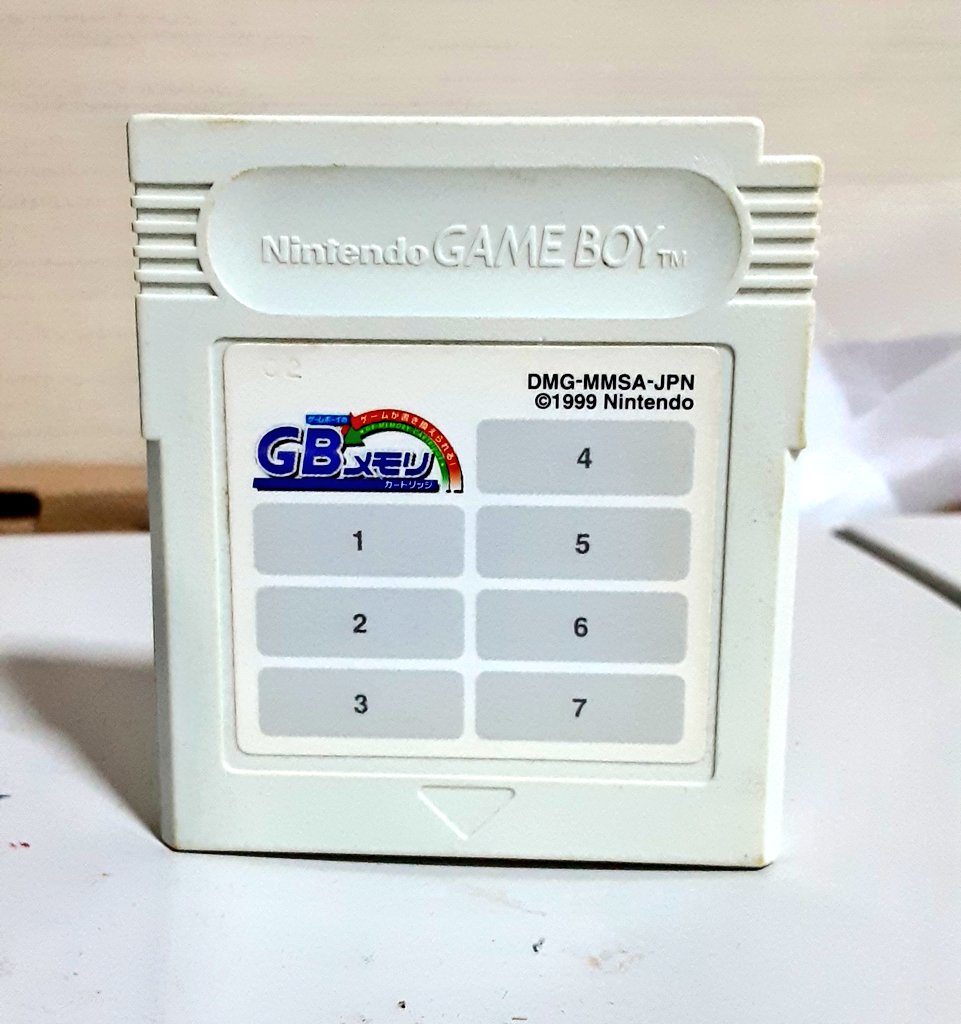 Nintendo GAME BOY™
02
DMG-MMSA-JPN
©1999 Nintendo
ゲームボーイの
ゲームが書き換えられる!
GBメモリ
カートリッジ
4
1
5
2
6
3
7